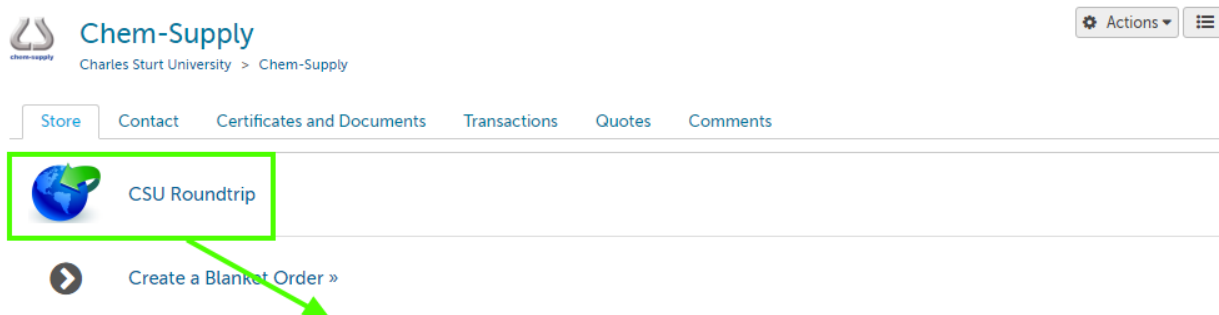 Chem-Supply
Actions
chem-supply
Charles Sturt University > Chem-Supply
Store Contact Certificates and Documents Transactions Quotes Comments
CSU Roundtrip
Create a Blanket Order »